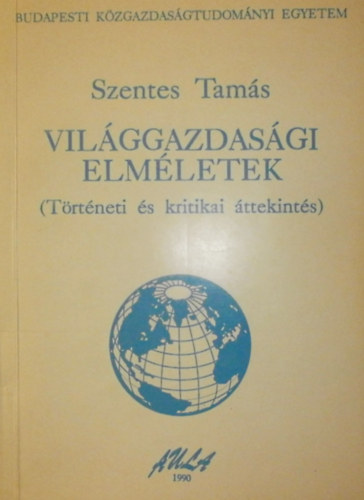 BUDAPESTI KÖZGAZDASÁGTUDOMÁNYI EGYETEM
Szentes Tamás
VILÁGGAZDASÁGI
ELMÉLETEK
(Történeti és kritikai áttekintés)
AULA
1990